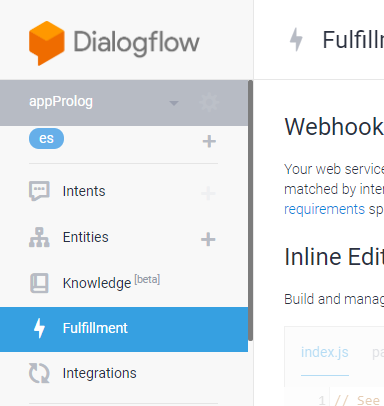 Dialogflow
Fulfillm
appProlog
es
Webhook
Your web service
matched by inter
requirements sp
Intents
Entities
Inline Edit
Knowledge [beta]
Build and manag
Fulfillment
index.js pa
Integrations
1 // See